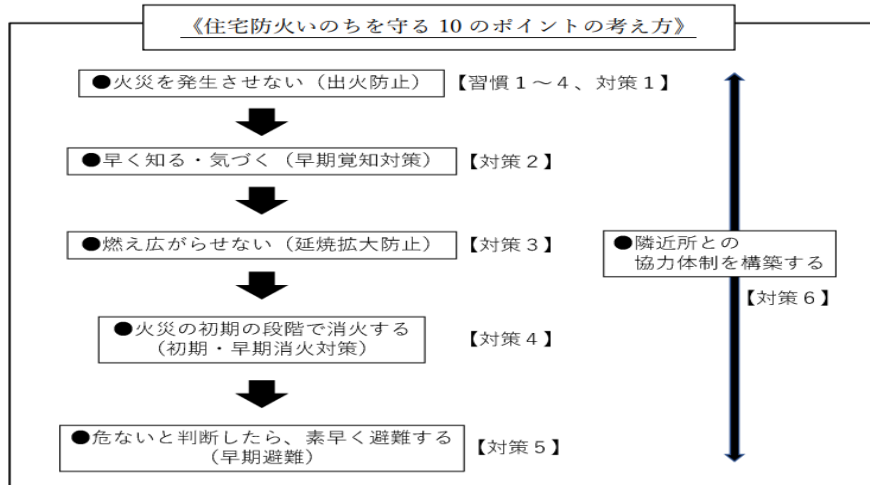 《住宅防火いのちを守る 10 のポイントの考え方》
●火災を発生させない（出火防止）【習慣１～４、対策１】
●早く知る・気づく（早期覚知対策）【対策２】
●燃え広がらせない（延焼拡大防止）【対策３】
●隣近所との
協力体制を構築する
【対策６】
●火災の初期の段階で消火する
（初期・早期消火対策）
【対策４】
●危ないと判断したら、素早く避難する
（早期避難）
【対策５】